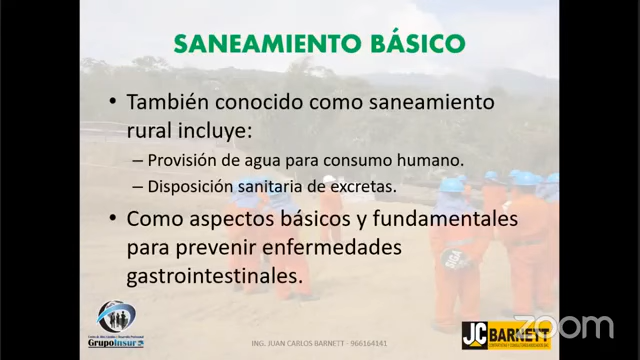 SANEAMIENTO BÁSICO
• También conocido como saneamiento
rural incluye:
– Provisión de agua para consumo humano.
– Disposición sanitaria de excretas.
• Como aspectos básicos y fundamentales
para prevenir enfermedades
gastrointestinales.
GrupoInsur
ING. JUAN CARLOS BARNETT - 966164141
JC BARNETT
zoom